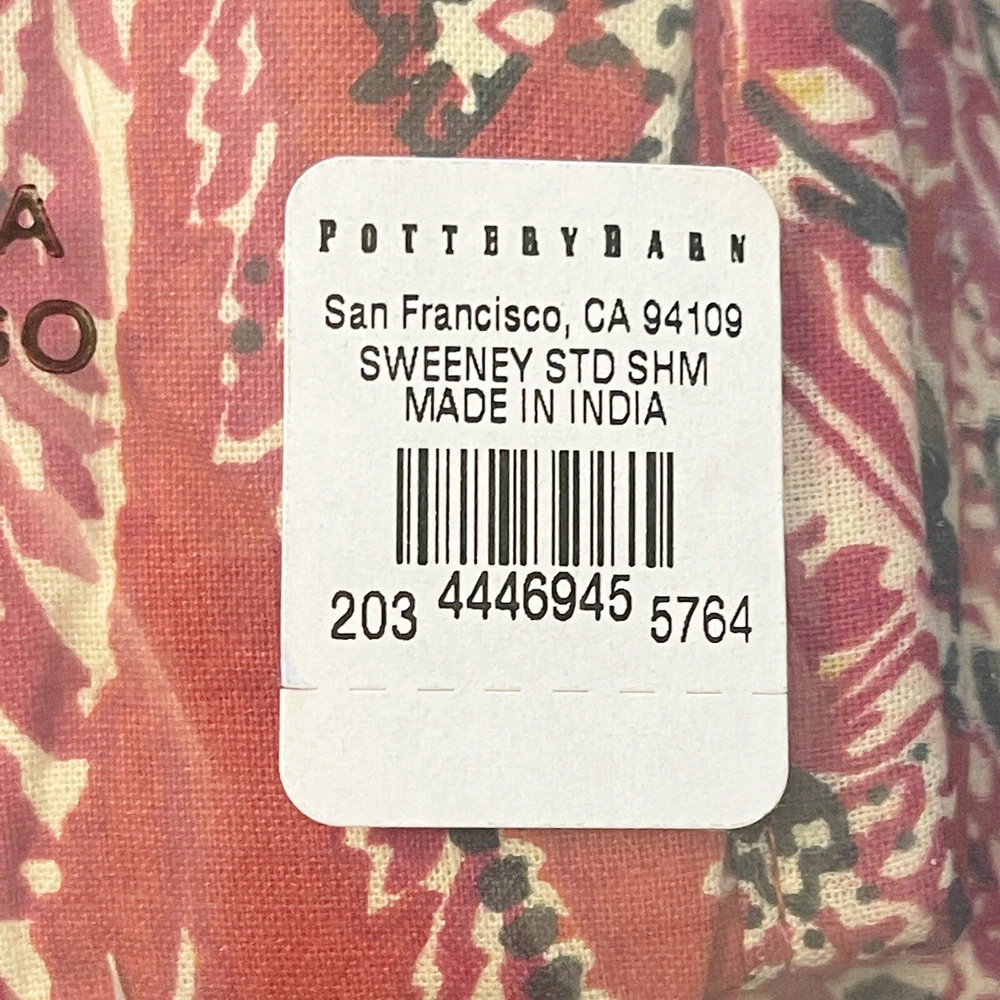 POTTERYBARN
San Francisco, CA 94109
SWEENEY STD SHM
MADE IN INDIA
203 4446945 5764